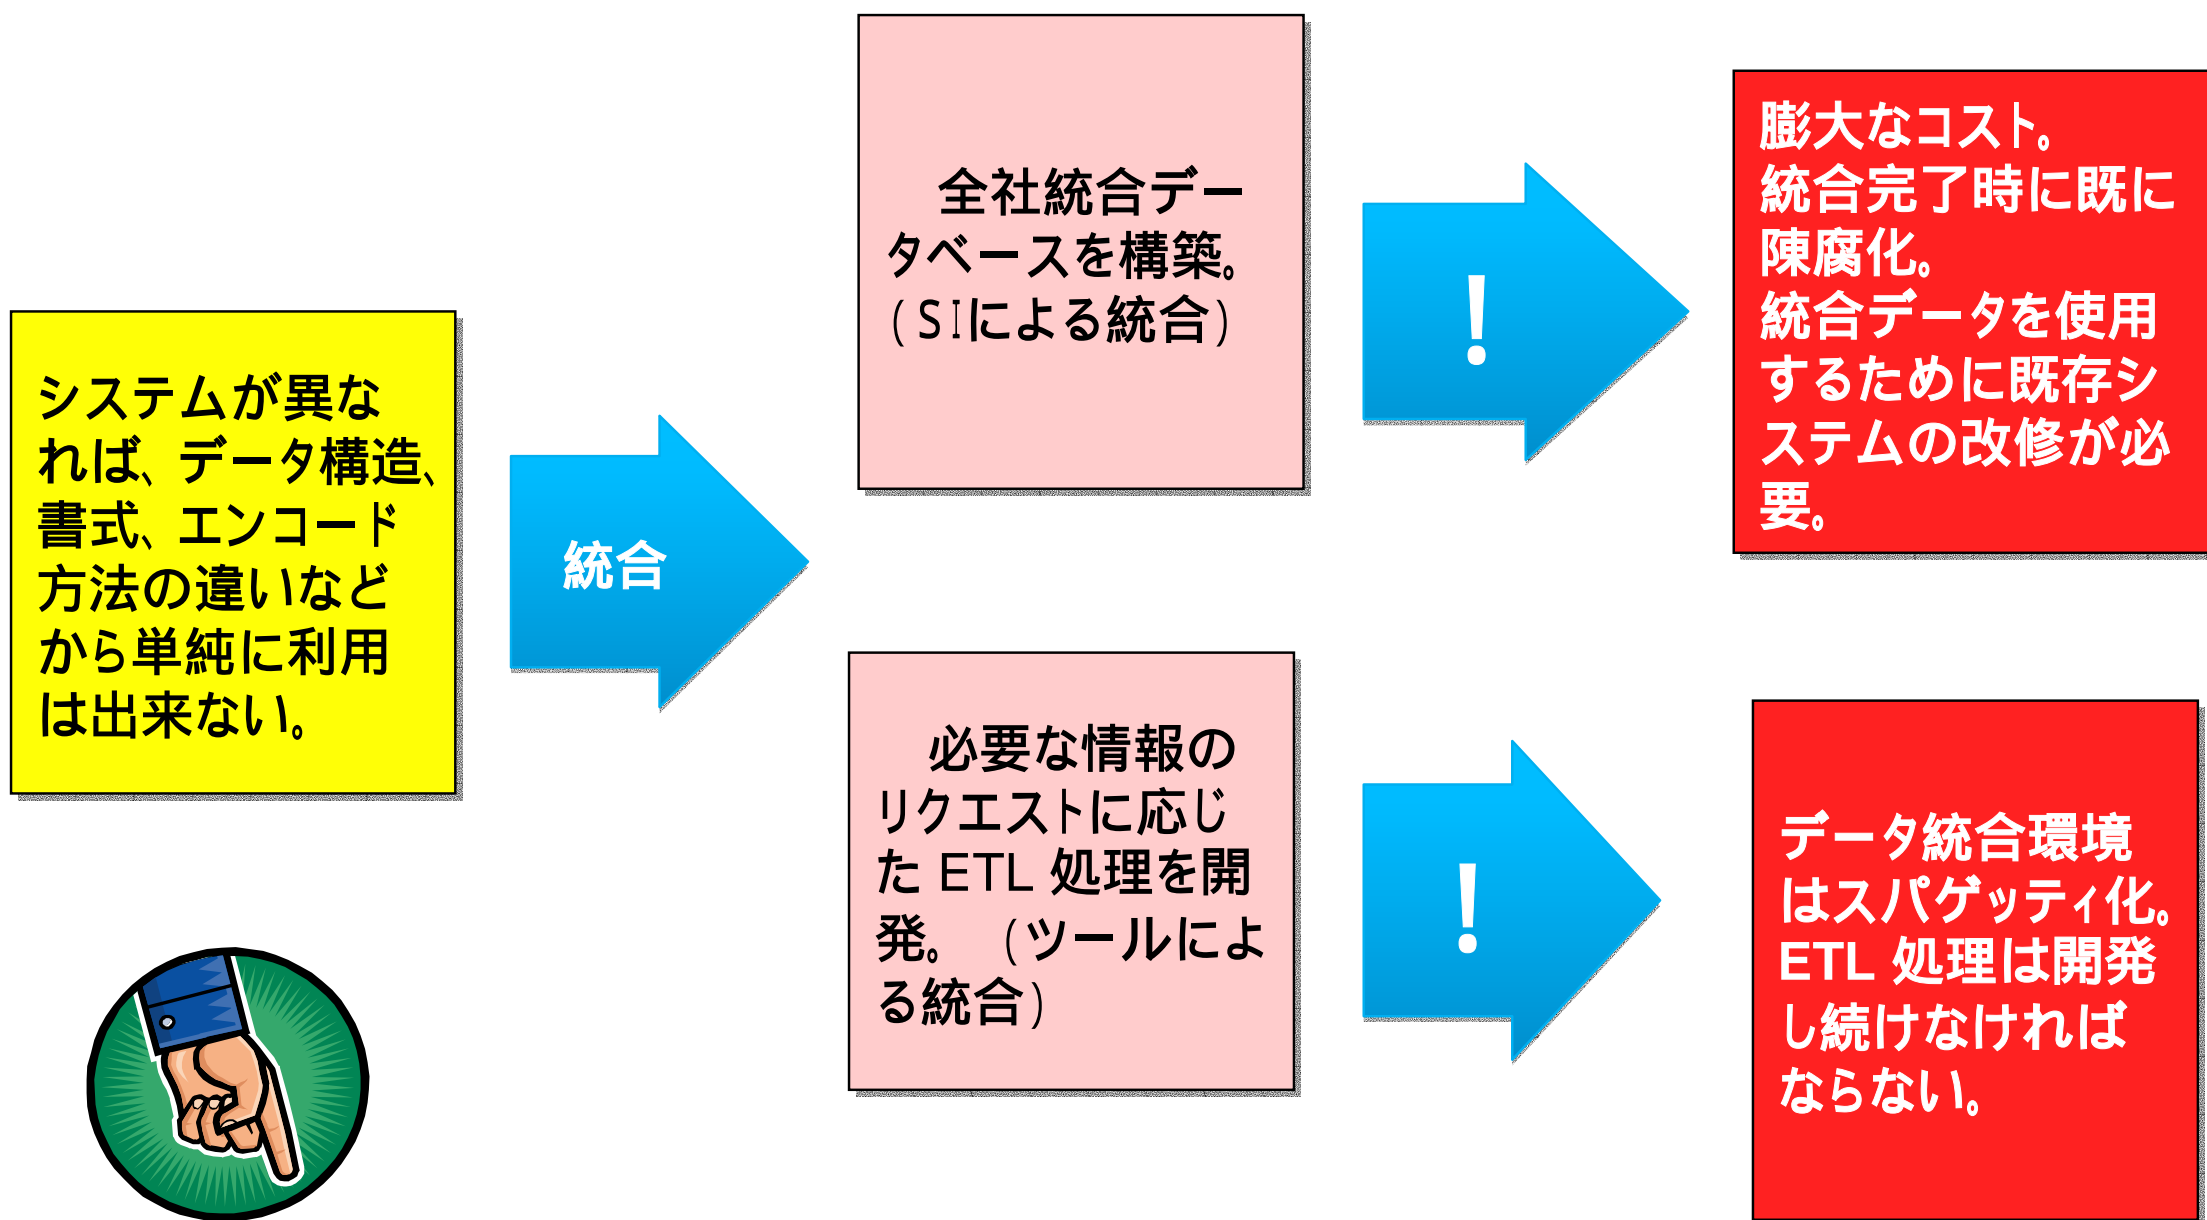 システムが異な
れば、データ構造、
書式、エンコード
方法の違いなど
から単純に利用
は出来ない。
統合
全社統合デー
タベースを構築。
(SIによる統合)
!
膨大なコスト。
統合完了時に既に
陳腐化。
統合データを使用
するために既存シ
ステムの改修が必
要。
必要な情報の
リクエストに応じ
た ETL 処理を開
発。 (ツールによ
る統合)
!
データ統合環境
はスパゲッティ化。
ETL 処理は開発
し続けなければ
ならない。